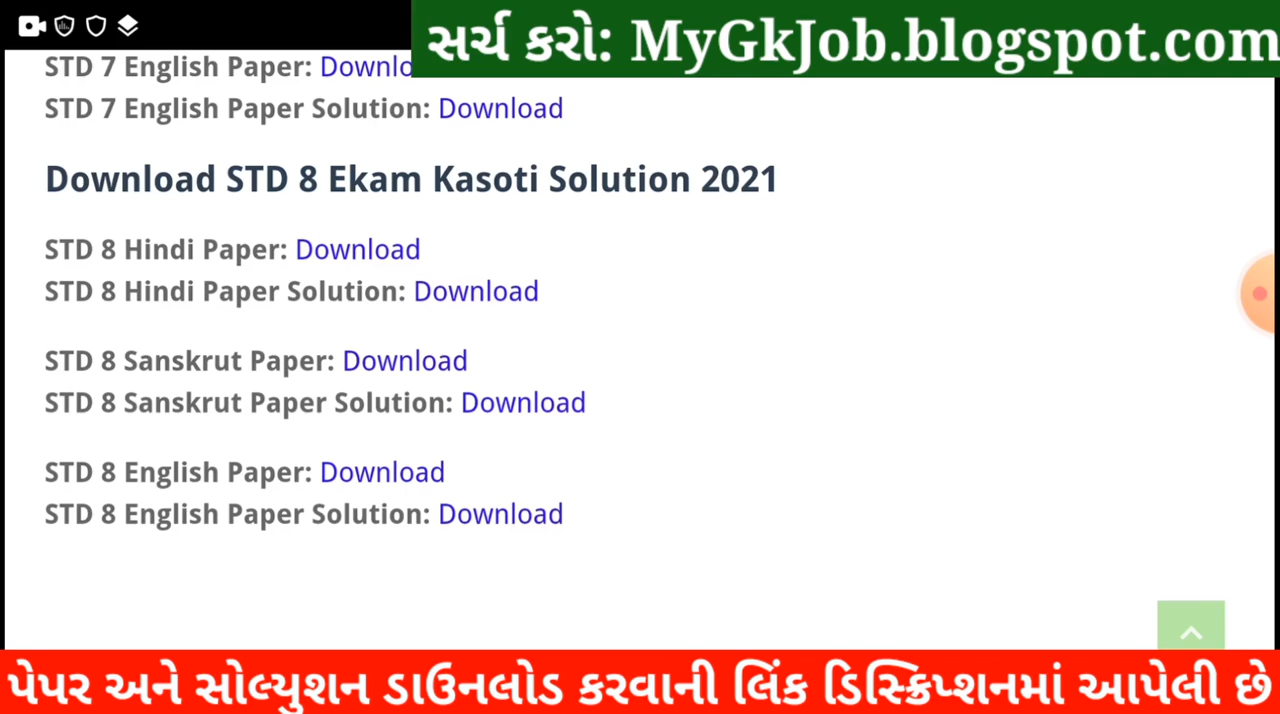 સર્ચ કરો: MyGkJob.blogspot.com
STD 7 English Paper: Downlo
STD 7 English Paper Solution: Download
Download STD 8 Ekam Kasoti Solution 2021
STD 8 Hindi Paper: Download
STD 8 Hindi Paper Solution: Download
STD 8 Sanskrut Paper: Download
STD 8 Sanskrut Paper Solution: Download
STD 8 English Paper: Download
STD 8 English Paper Solution: Download
પેપર અને સોલ્યુશન ડાઉનલોડ કરવાની લિંક ડિસ્ક્રિપ્શનમાં આપેલી છે